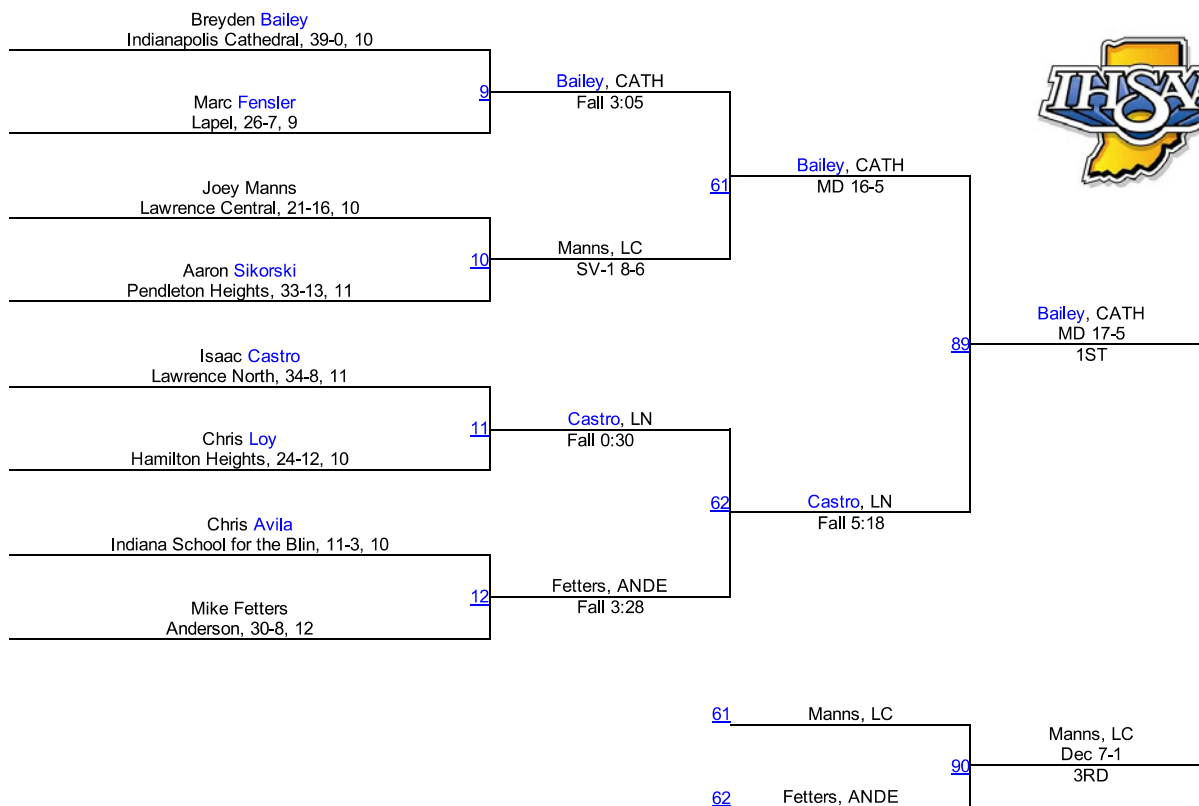 Breyden Bailey
Indianapolis Cathedral, 39-0, 10
9
Marc Fensler
Lapel, 26-7, 9
Bailey, CATH
Fall 3:05
61
Joey Manns
Lawrence Central, 21-16, 10
10
Aaron Sikorski
Pendleton Heights, 33-13, 11
Manns, LC
SV-1 8-6
Bailey, CATH
MD 16-5
89
Isaac Castro
Lawrence North, 34-8, 11
11
Chris Loy
Hamilton Heights, 24-12, 10
Castro, LN
Fall 0:30
62
Chris Avila
Indiana School for the Blin, 11-3, 10
12
Mike Fetters
Anderson, 30-8, 12
Fetters, ANDE
Fall 3:28
Castro, LN
Fall 5:18
Bailey, CATH
MD 17-5
1ST
IHSAA
61
Manns, LC
90
62
Fetters, ANDE
Manns, LC
Dec 7-1
3RD